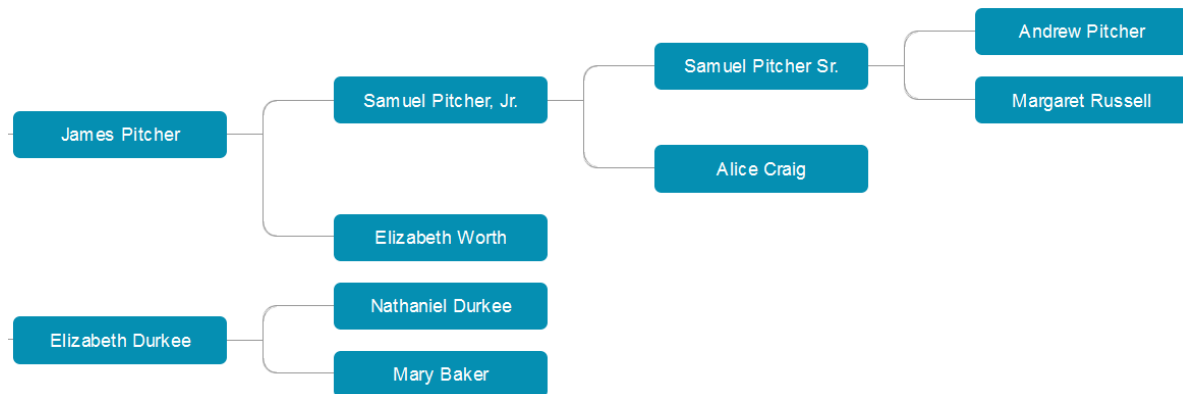 Andrew Pitcher
Samuel Pitcher Sr.
Samuel Pitcher, Jr.
Margaret Russell
James Pitcher
Alice Craig
Elizabeth Worth
Nathaniel Durkee
Elizabeth Durkee
Mary Baker